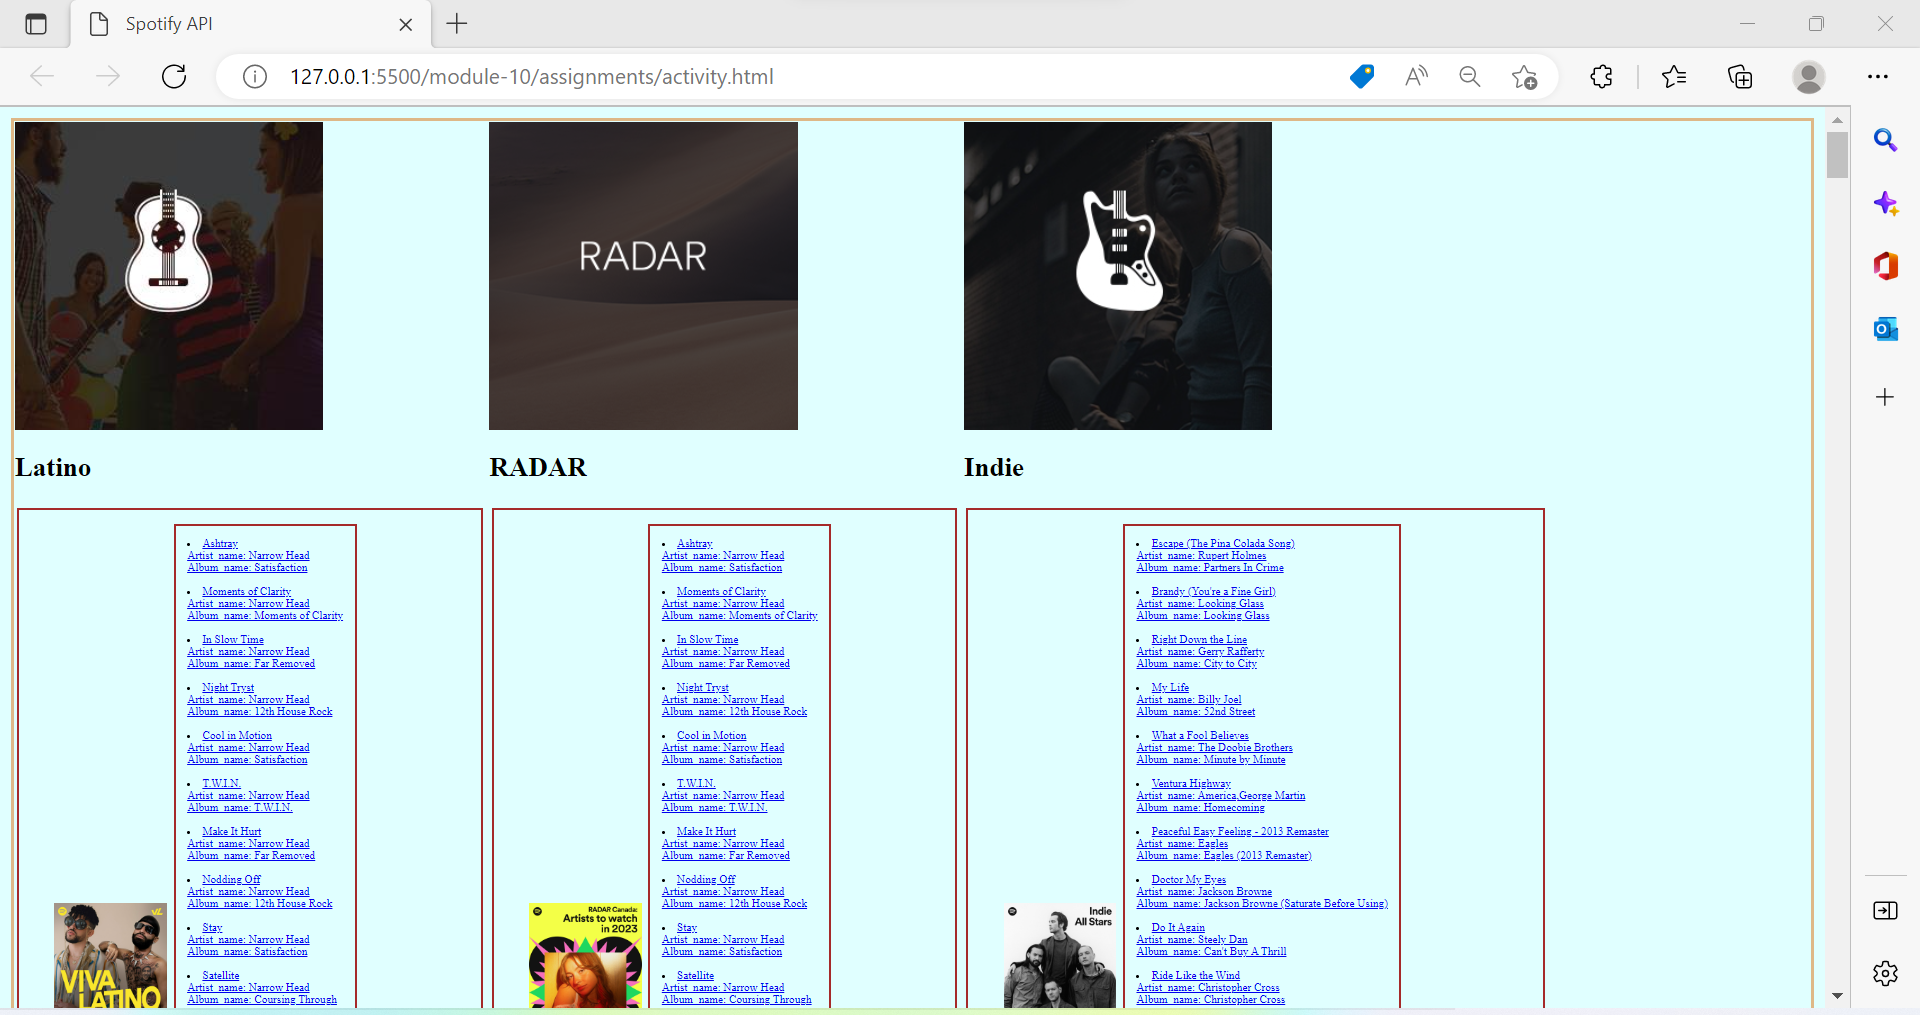 Spotify API
127.0.0.1:5500/module-10/assignments/activity.html
RADAR
Latino
RADAR
Indie
Ashtray
Artist_name: Narrow Head
Album_name: Satisfaction
Moments of Clarity
Artist_name: Narrow Head
Album_name: Moments of Clarity
In Slow Time
Artist_name: Narrow Head
Album_name: Far Removed
Night Tryst
Artist_name: Narrow Head
Album_name: 12th House Rock
Cool in Motion
Artist_name: Narrow Head
Album_name: Satisfaction
T.W.I.N.
Artist_name: Narrow Head
Album_name: T.W.I.N.
Make It Hurt
Artist_name: Narrow Head
Album_name: Far Removed
Nodding Off
Artist_name: Narrow Head
Album_name: 12th House Rock
Stay
Artist_name: Narrow Head
Album_name: Satisfaction
Satellite
Artist_name: Narrow Head
Album_name: Coursing Through
VIVA
LATINO
Ashtray
Artist_name: Narrow Head
Album_name: Satisfaction
Moments of Clarity
Artist_name: Narrow Head
Album_name: Moments of Clarity
In Slow Time
Artist_name: Narrow Head
Album_name: Far Removed
Night Tryst
Artist_name: Narrow Head
Album_name: 12th House Rock
Cool in Motion
Artist_name: Narrow Head
Album_name: Satisfaction
T.W.I.N.
Artist_name: Narrow Head
Album_name: T.W.I.N.
Make It Hurt
Artist_name: Narrow Head
Album_name: Far Removed
Nodding Off
Artist_name: Narrow Head
Album_name: 12th House Rock
Stay
Artist_name: Narrow Head
Album_name: Satisfaction
Satellite
Artist_name: Narrow Head
Album_name: Coursing Through
RADAR Canada:
Artists to watch
in 2023
Escape (The Pina Colada Song)
Artist_name: Rupert Holmes
Album_name: Partners In Crime
Brandy (You're a Fine Girl)
Artist_name: Looking Glass
Album_name: Looking Glass
Right Down the Line
Artist_name: Gerry Rafferty
Album_name: City to City
My Life
Artist_name: Billy Joel
Album_name: 52nd Street
What a Fool Believes
Artist_name: The Doobie Brothers
Album_name: Minute by Minute
Ventura Highway
Artist_name: America,George Martin
Album_name: Homecoming
Peaceful Easy Feeling - 2013 Remaster
Artist_name: Eagles
Album_name: Eagles (2013 Remaster)
Doctor My Eyes
Artist_name: Jackson Browne
Album_name: Jackson Browne (Saturate Before Using)
Do It Again
Artist_name: Steely Dan
Album_name: Can't Buy A Thrill
Ride Like the Wind
Artist_name: Christopher Cross
Album_name: Christopher Cross
Indie
All Stars